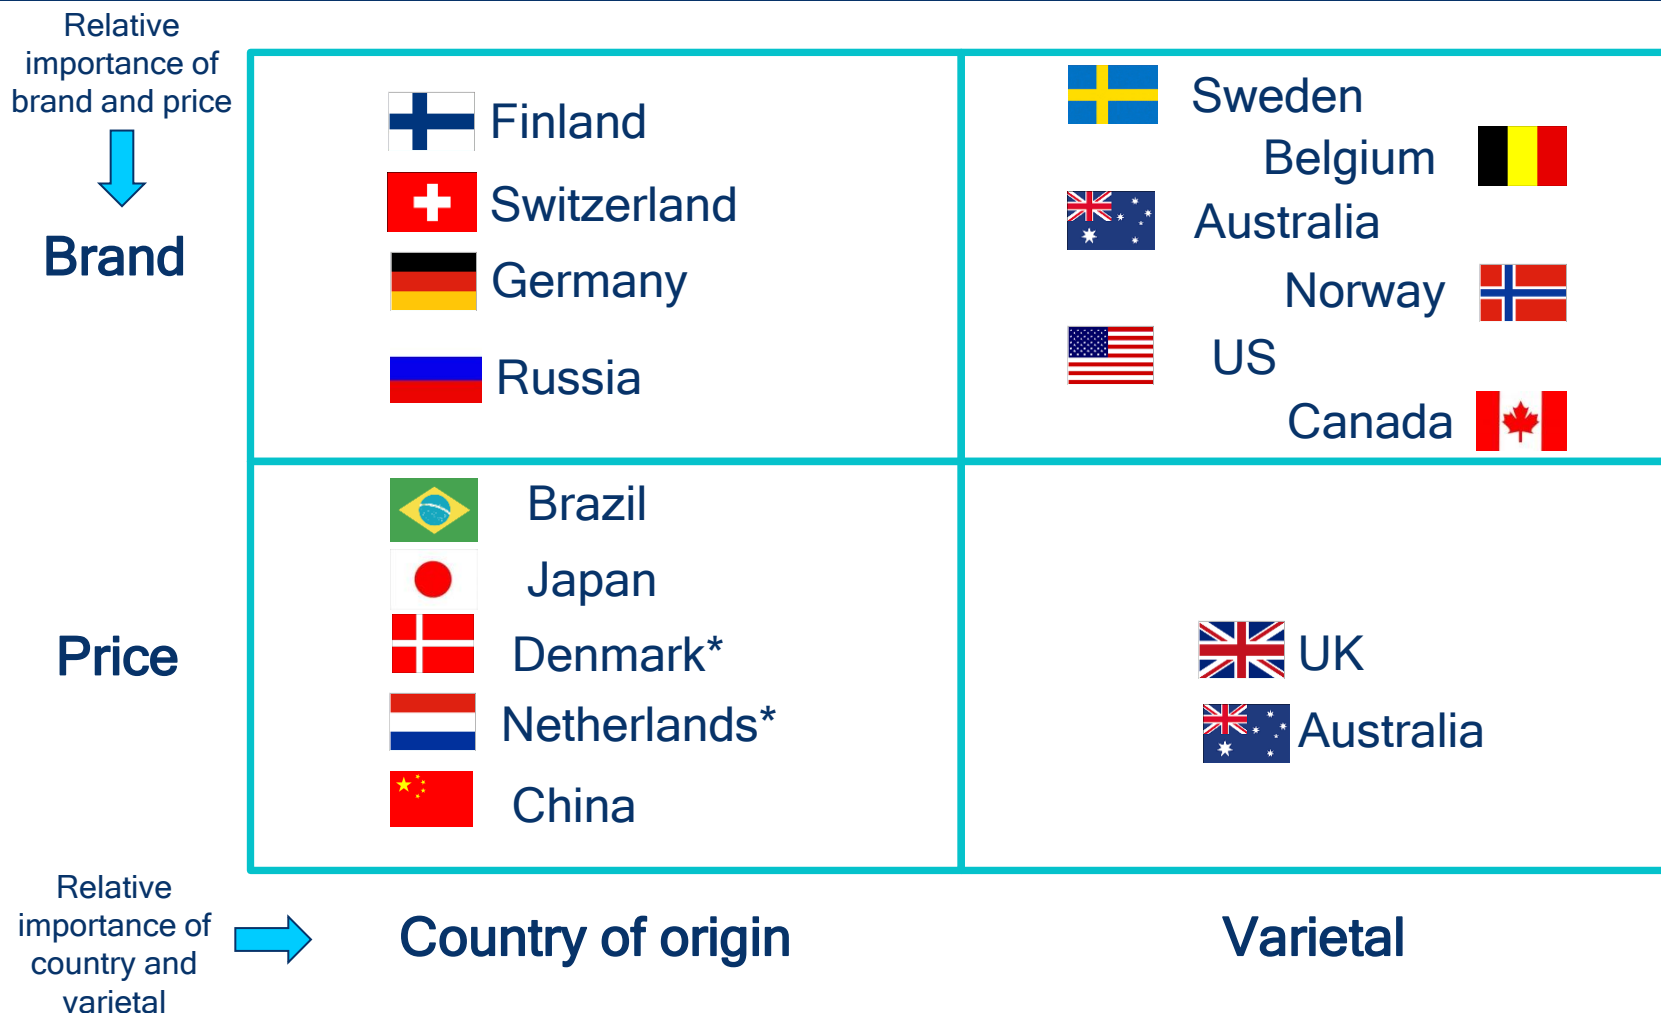 Relative
importance of
brand and price
Brand
Finland
Switzerland
Germany
Russia
Sweden
Belgium
Australia
Norway
US
Canada
Price
Brazil
Japan
Denmark*
Netherlands*
China
UK
Australia
Relative
importance of
country and
varietal
Country of origin
Varietal